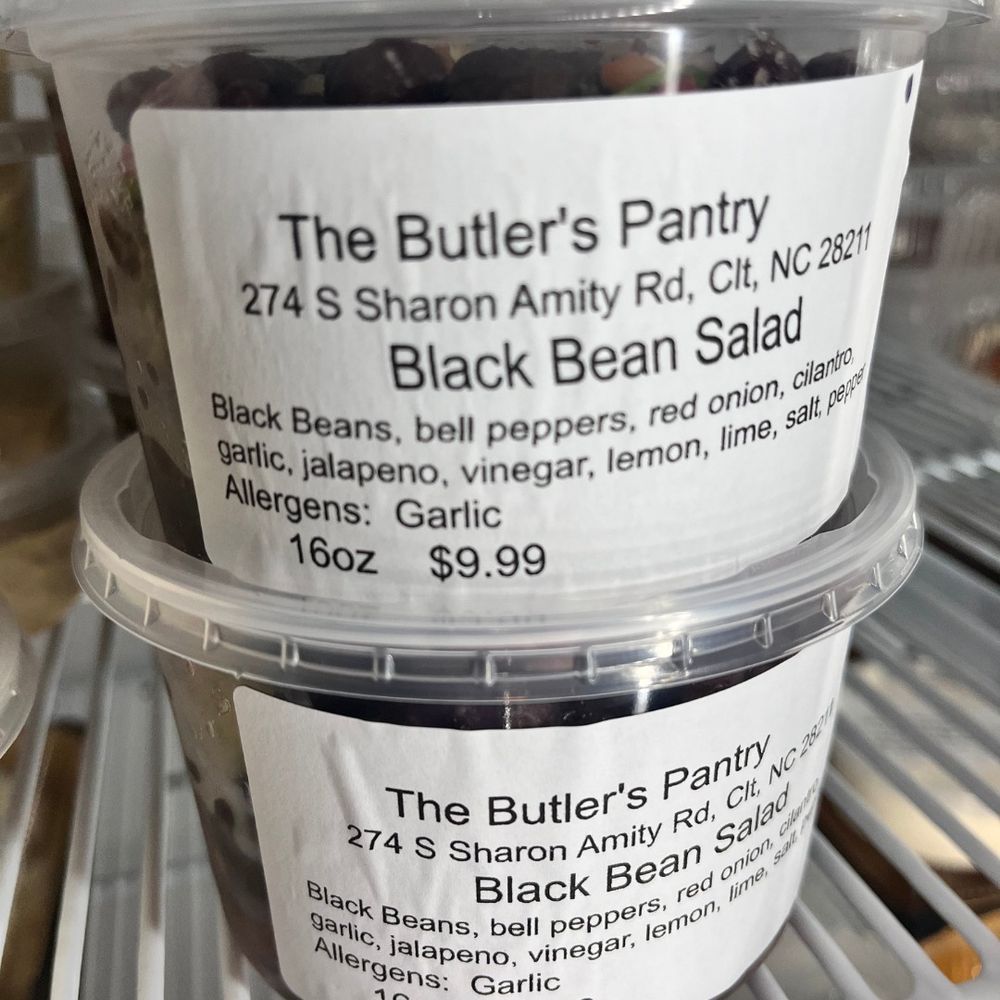 The Butler's Pantry
274 S Sharon Amity Rd, Clt, NC 28211
Black Bean Salad
Black Beans, bell peppers, red onion, cilantro,
garlic, jalapeno, vinegar, lemon, lime, salt, pepper
Allergens: Garlic
16oz $9.99
The Butler's Pantry
274 S Sharon Amity Rd, Clt, NC 28211
Black Bean Salad
Black Beans, bell peppers, red onion, cilantro,
garlic, jalapeno, vinegar, lemon, lime, salt,
Allergens: Garlic